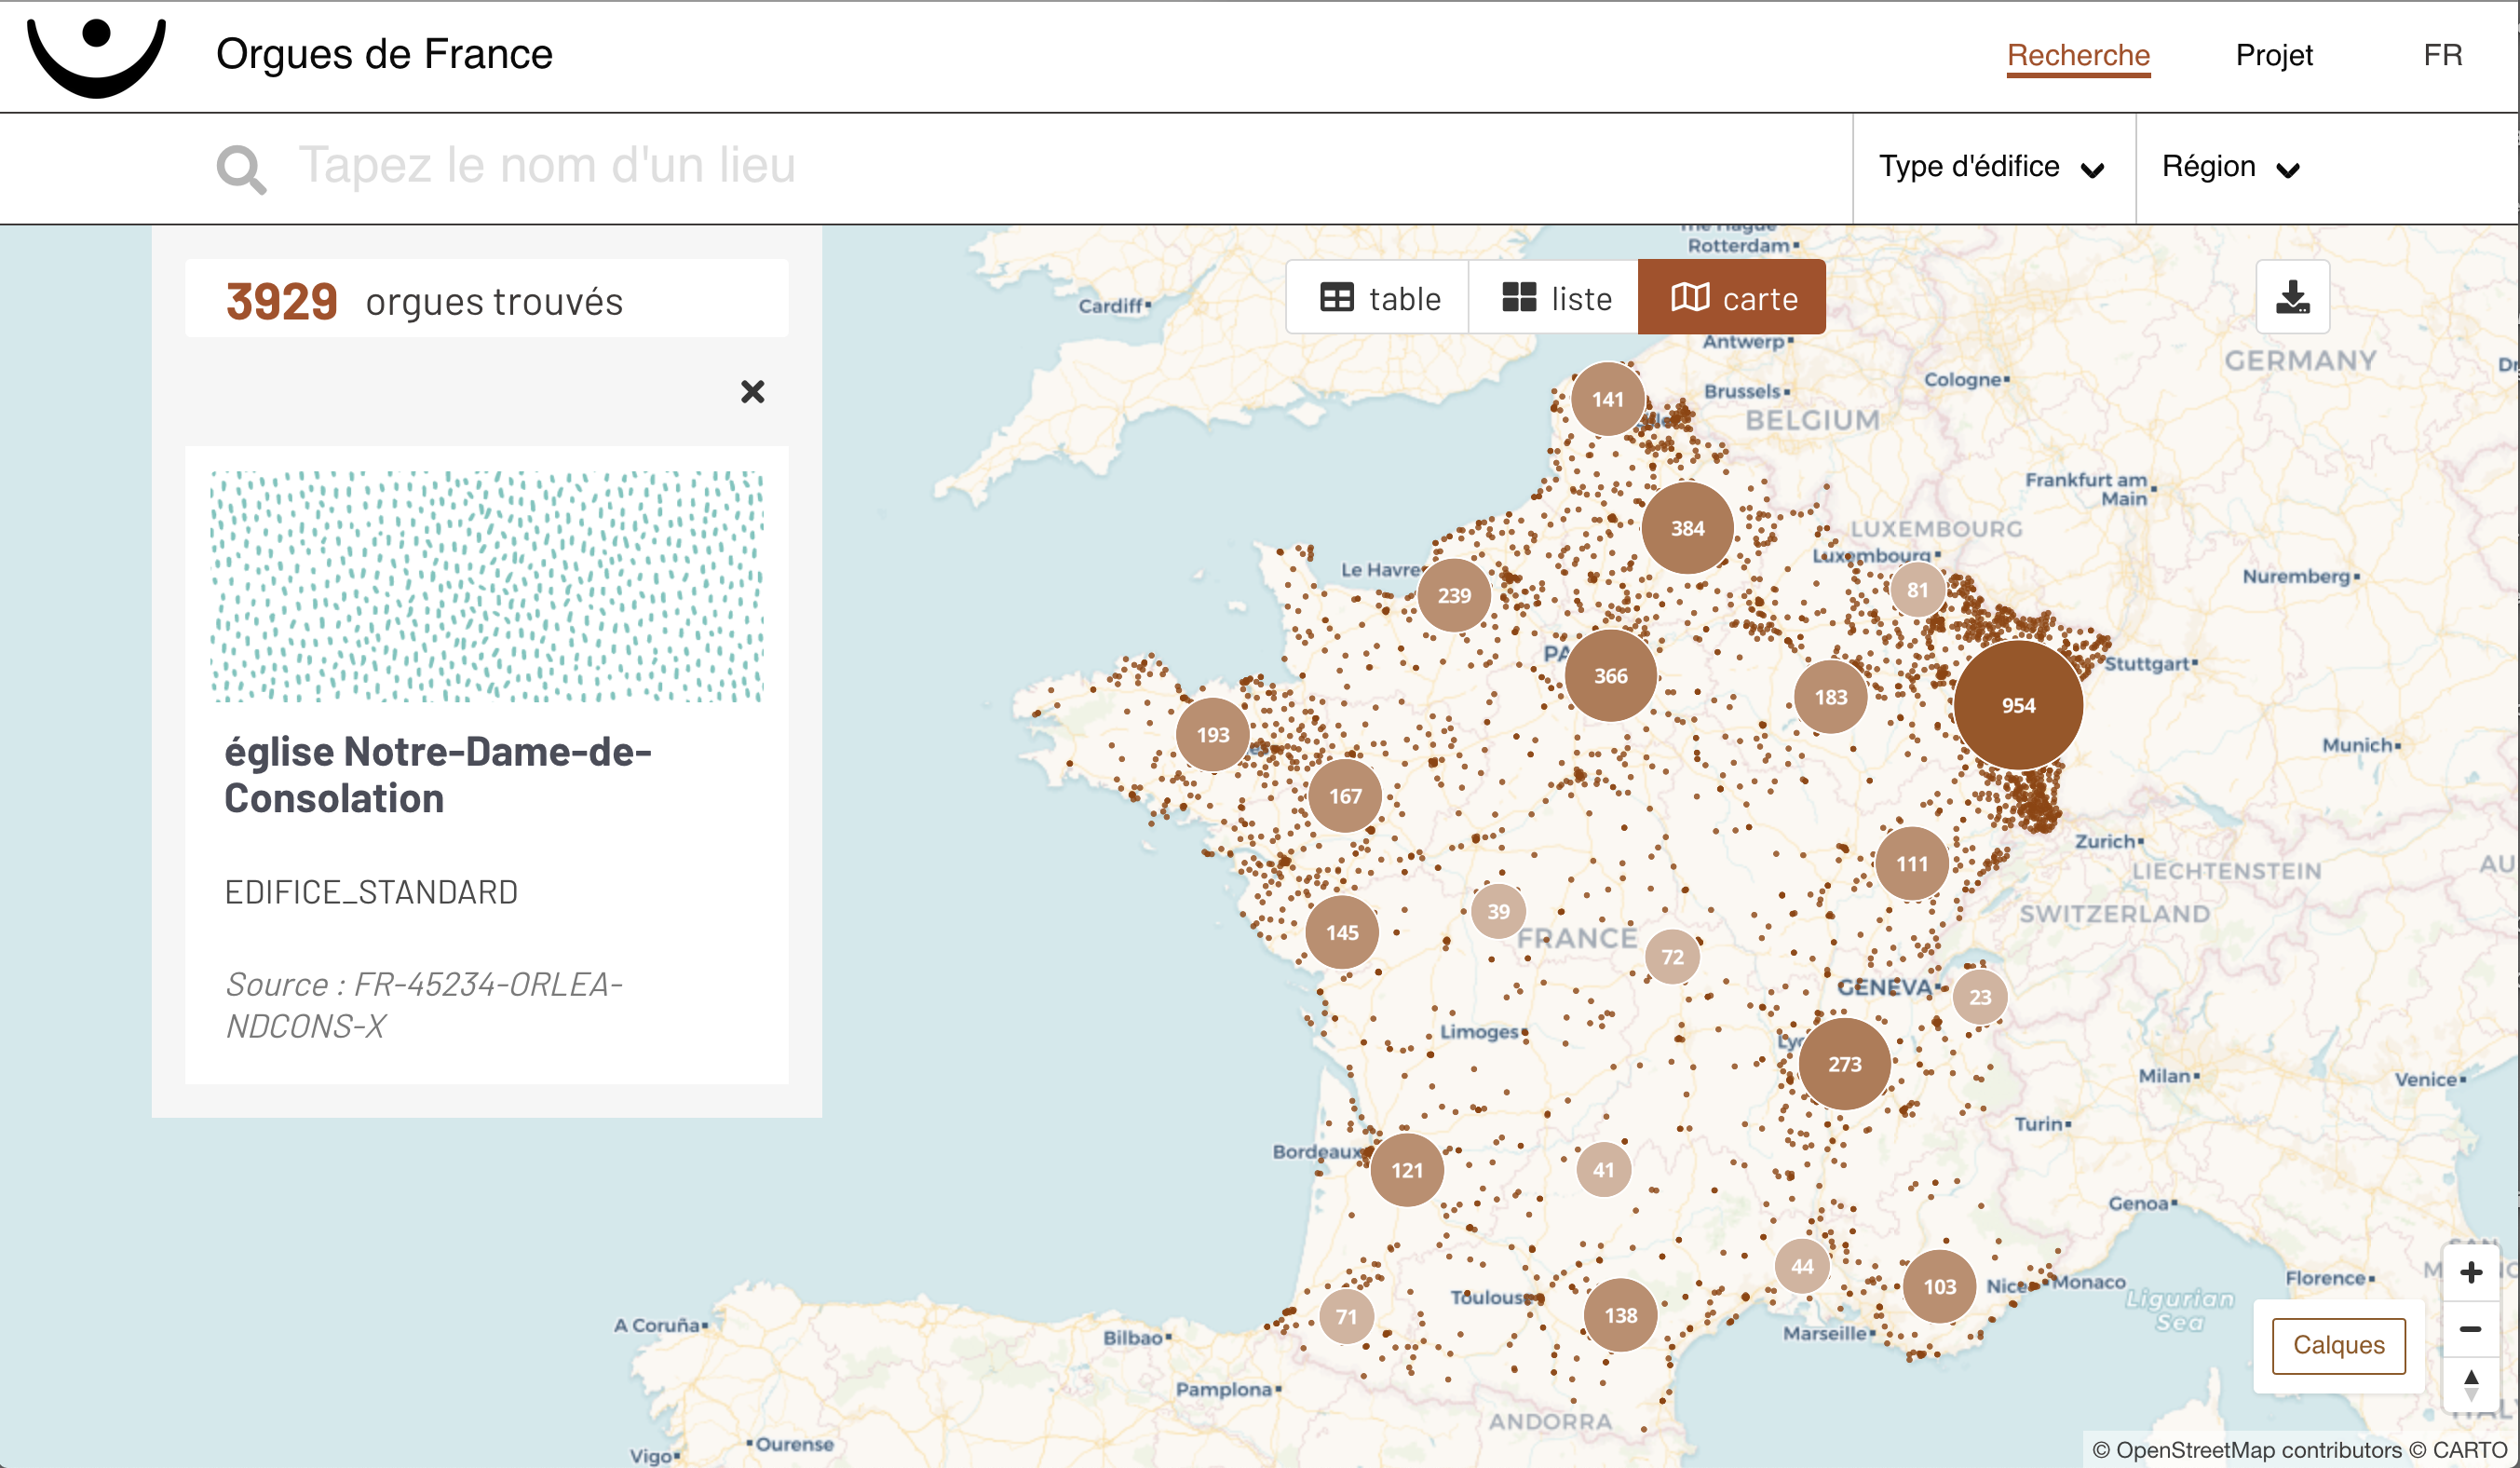 Orgues de France
Recherche
Projet
FR
Tapez le nom d'un lieu
Type d'édifice
Région
3929 orgues trouvés
église Notre-Dame-de-
Consolation
EDIFICE_STANDARD
Source : FR-45234-ORLEA-
NDCONS-X
table
liste
carte
Rotterdam
Cardiff
Antwerp
Brussels
BELGIUM
Cologne
GERMANY
141
Frankfurt am
Main
384
LUXEMBOURG
Luxembourg
Le Havre
239
81
Nuremberg
366
183
954
Stuttgart
193
Munich
167
Zurich
LIECHTENSTEIN
111
39
SWITZERLAND
145
FRANCE
72
GENEVA
23
Limoges
273
Milan
Venice
Turin
Bordeaux
121
41
Genoa
44
103
Nice
Monaco
Florence
71
Toulouse
138
Ligurian
Sea
A Coruña
Bilbao
Marseille
Calques
Pamplona
ANDORRA
Ourense
Vigo
© OpenStreetMap contributors © CARTO